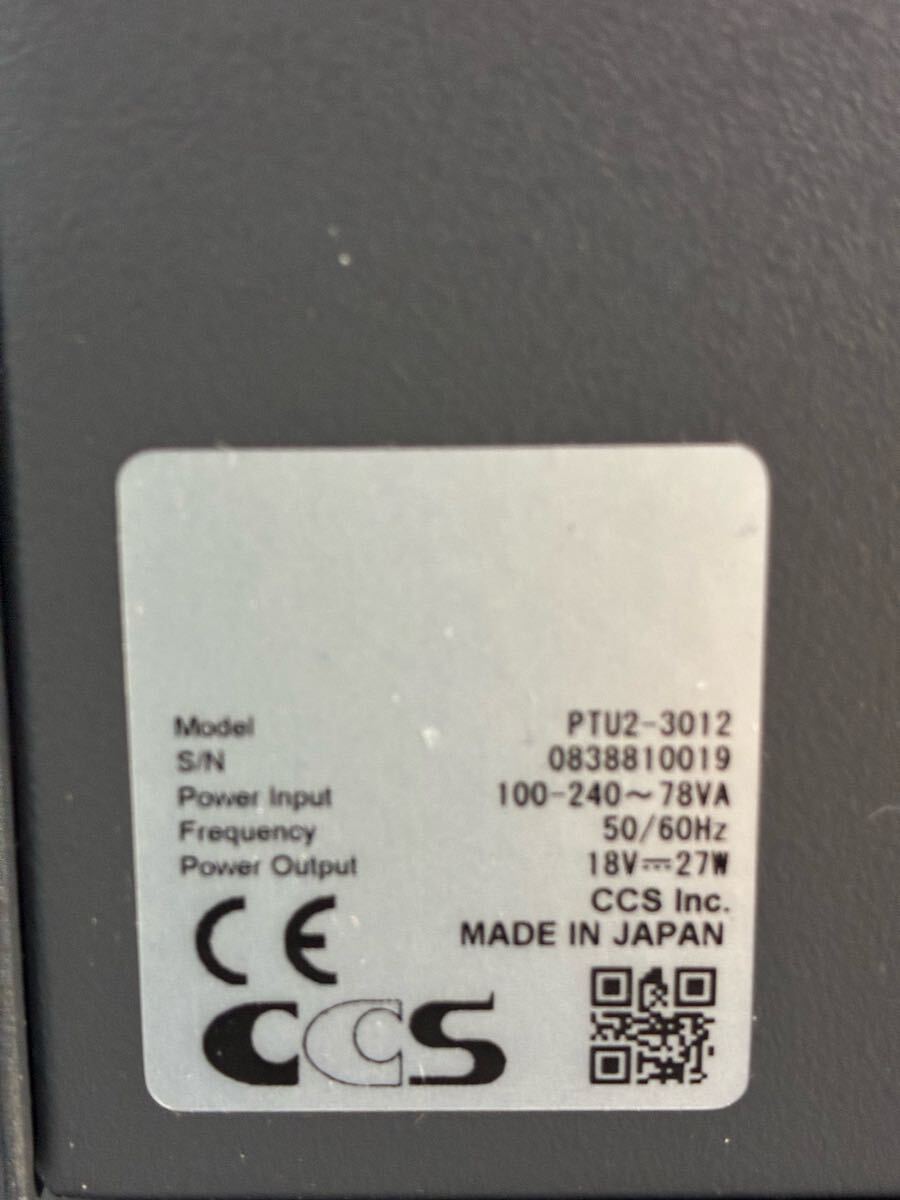 Model PTU2-3012
S/N 0838810019
Power Input 100-240～78VA
Frequency 50/60Hz
Power Output 18V⎓27W
CCS Inc.
MADE IN JAPAN
CE
CCS